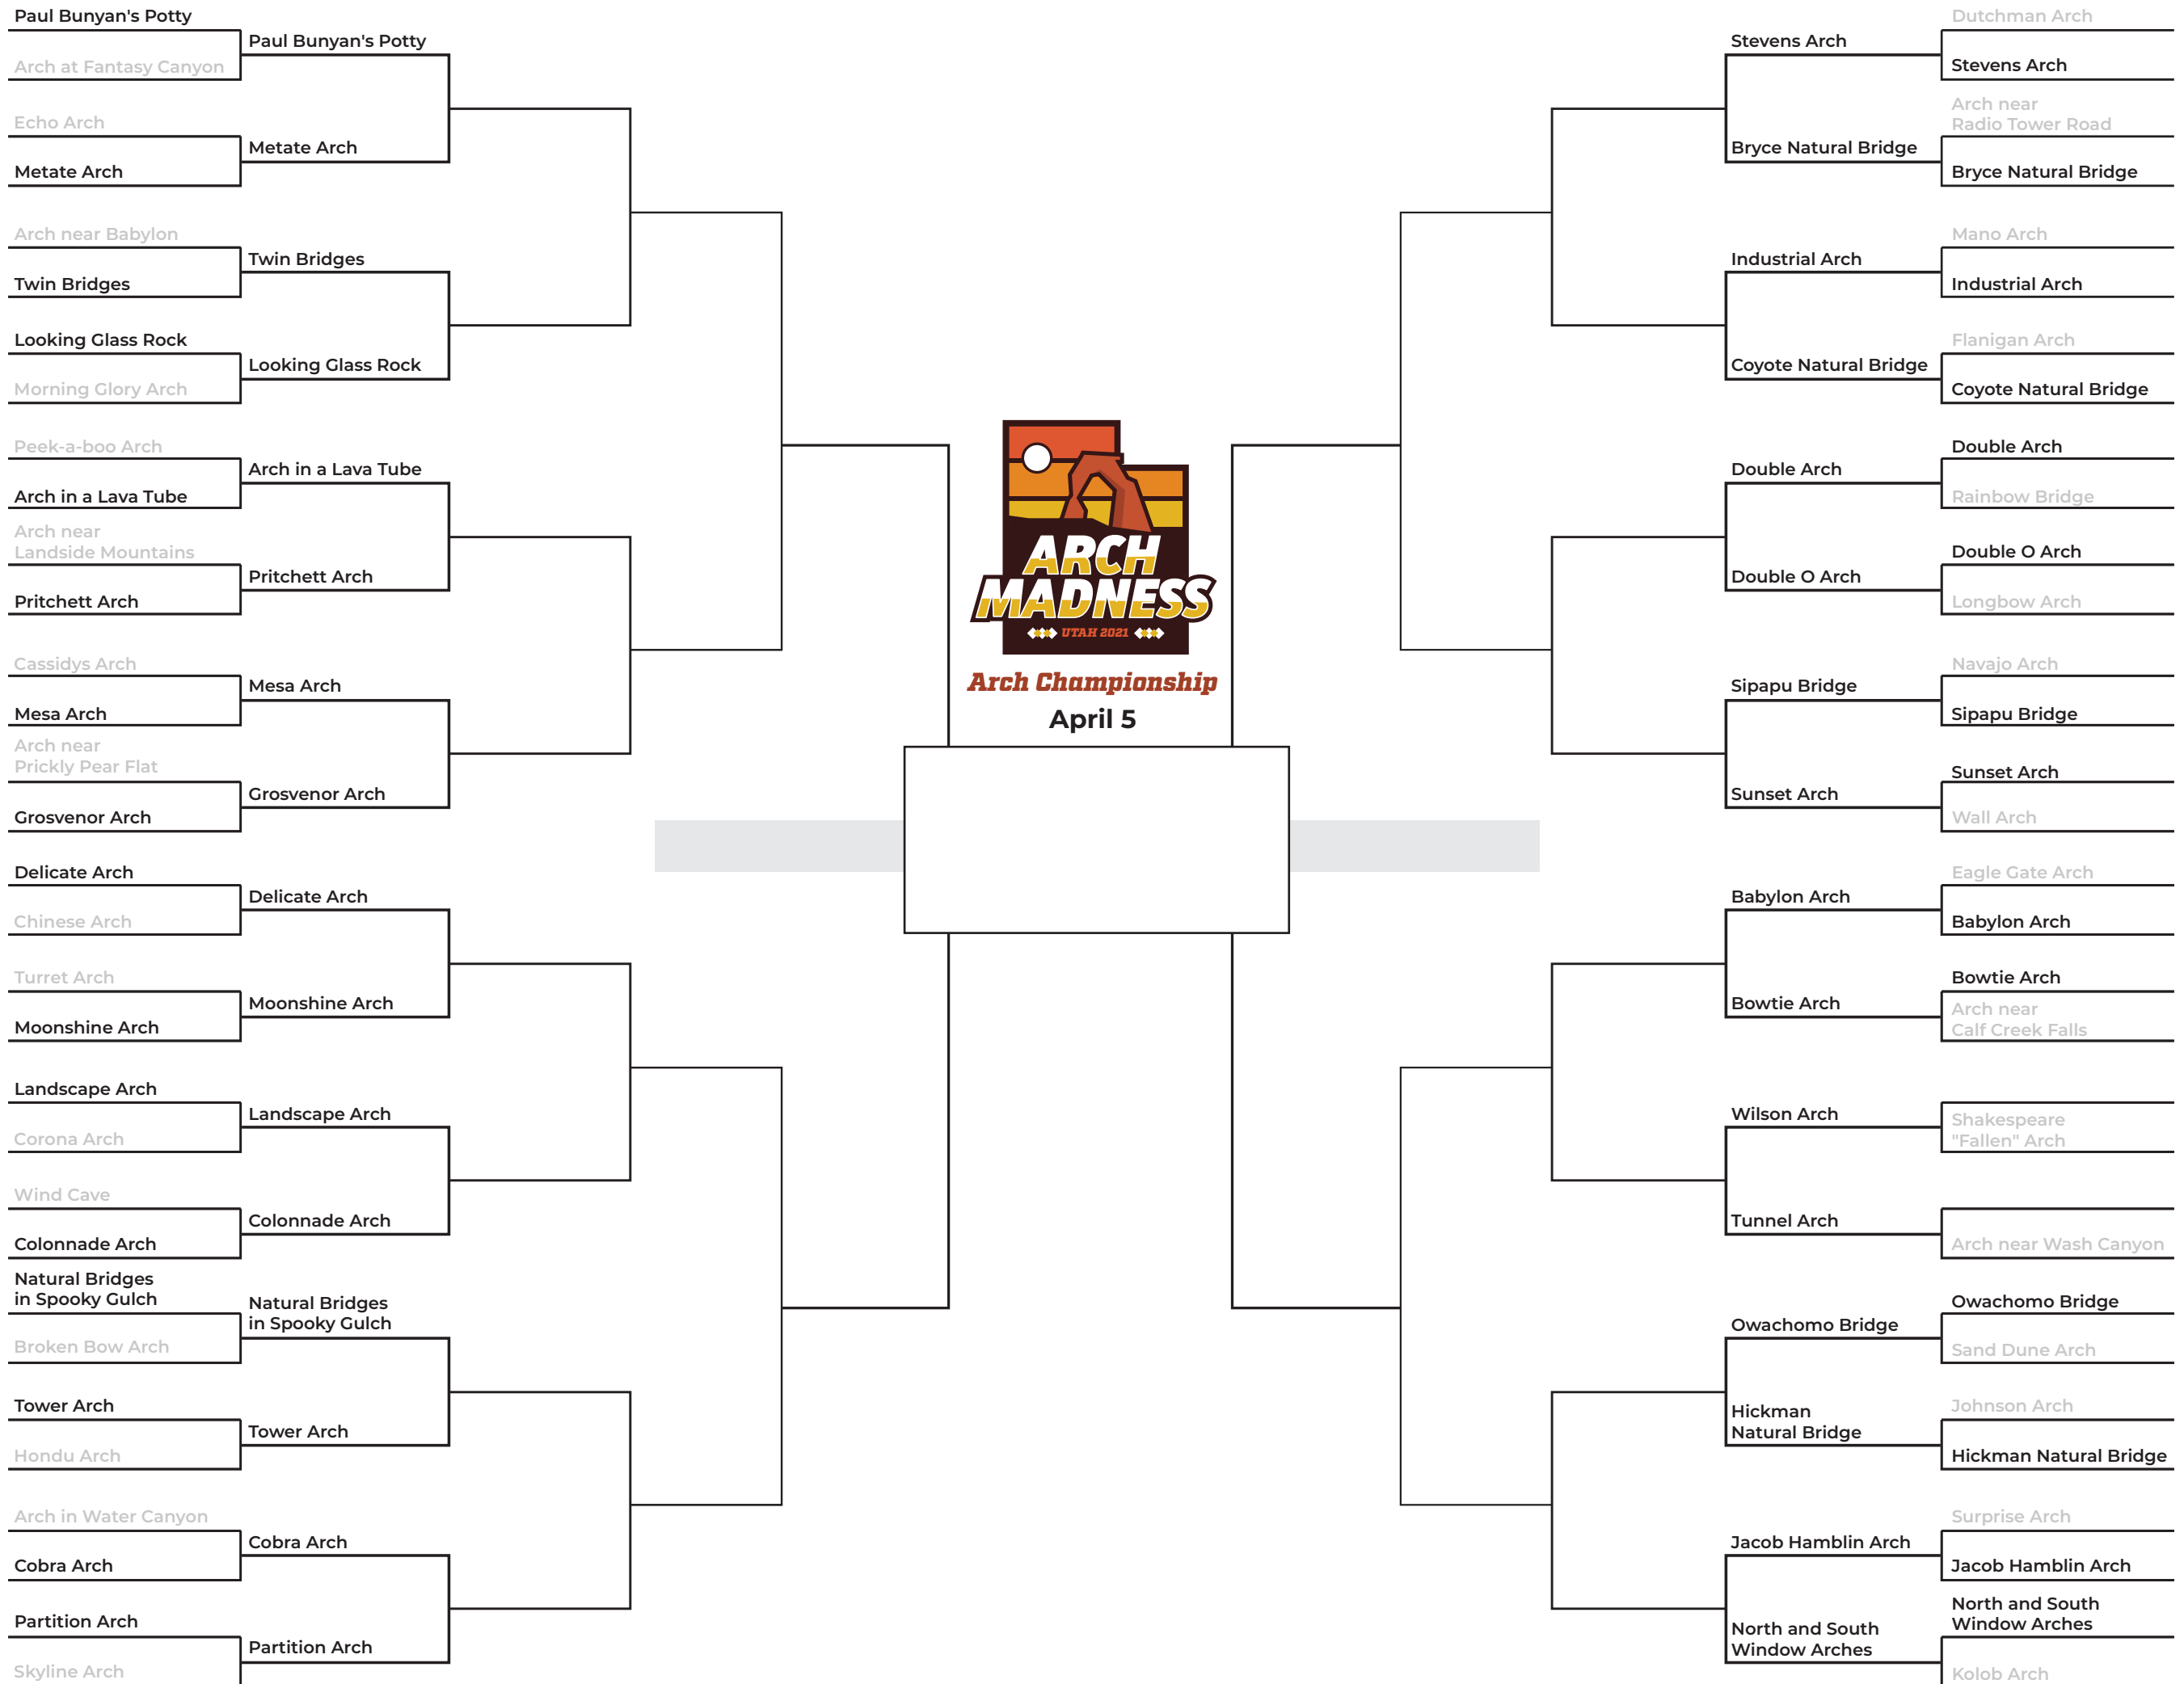 Paul Bunyan's Potty
Arch at Fantasy Canyon
Echo Arch
Metate Arch
Arch near Babylon
Twin Bridges
Looking Glass Rock
Morning Glory Arch
Peek-a-boo Arch
Arch in a Lava Tube
Arch near
Landside Mountains
Pritchett Arch
Cassidys Arch
Mesa Arch
Arch near
Prickly Pear Flat
Grosvenor Arch
Delicate Arch
Chinese Arch
Turret Arch
Moonshine Arch
Landscape Arch
Corona Arch
Wind Cave
Colonnade Arch
Natural Bridges
in Spooky Gulch
Broken Bow Arch
Tower Arch
Hondu Arch
Arch in Water Canyon
Cobra Arch
Partition Arch
Skyline Arch
Paul Bunyan's Potty
Metate Arch
Twin Bridges
Looking Glass Rock
Arch in a Lava Tube
Pritchett Arch
Mesa Arch
Grosvenor Arch
Delicate Arch
Moonshine Arch
Landscape Arch
Colonnade Arch
Natural Bridges
in Spooky Gulch
Tower Arch
Cobra Arch
Partition Arch
ARCH
MADNESS
UTAH 2021
Arch Championship
April 5
Stevens Arch
Bryce Natural Bridge
Industrial Arch
Coyote Natural Bridge
Double Arch
Double O Arch
Sipapu Bridge
Sunset Arch
Babylon Arch
Bowtie Arch
Wilson Arch
Tunnel Arch
Owachomo Bridge
Hickman
Natural Bridge
Jacob Hamblin Arch
North and South
Window Arches
Dutchman Arch
Stevens Arch
Arch near
Radio Tower Road
Bryce Natural Bridge
Mano Arch
Industrial Arch
Flanigan Arch
Coyote Natural Bridge
Double Arch
Rainbow Bridge
Double O Arch
Longbow Arch
Navajo Arch
Sipapu Bridge
Sunset Arch
Wall Arch
Eagle Gate Arch
Babylon Arch
Bowtie Arch
Arch near
Calf Creek Falls
Shakespeare
"Fallen" Arch
Arch near Wash Canyon
Owachomo Bridge
Sand Dune Arch
Johnson Arch
Hickman Natural Bridge
Surprise Arch
Jacob Hamblin Arch
North and South
Window Arches
Kolob Arch